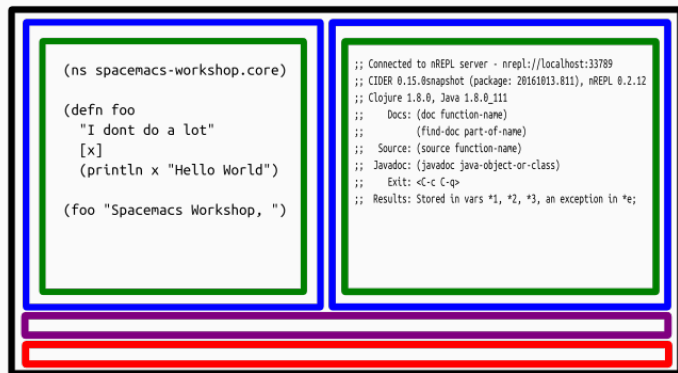 (ns spacemacs-workshop.core)
(defn foo
"I dont do a lot"
[x]
(println x "Hello World")
(foo "Spacemacs Workshop, ")
;; Connected to nREPL server - nrepl://localhost:33789
;; CIDER 0.15.0snapshot (package: 20161013.811), nREPL 0.2.12
;; Clojure 1.8.0, Java 1.8.0_111
;; Docs: (doc function-name)
;; (find-doc part-of-name)
;; Source: (source function-name)
;; Javadoc: (javadoc java-object-or-class)
;; Exit: <C-c C-q>
;; Results: Stored in vars *1, *2, *3, an exception in *e;